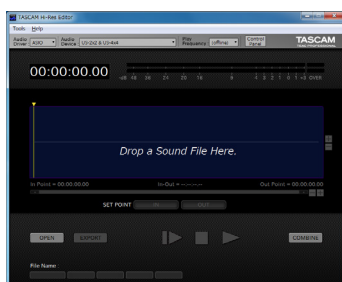 TASCAM Hi-Res Editor
Tools Help
Audio Driver ASIO Audio Device US-2x2 & US-4x4 Play Frequency (offline) Control Panel TASCAM
00:00:00.00
Drop a Sound File Here.
In Point = 00:00:00.00 In-Out = --:--:--.-- Out Point = 00:00:00.00
SET POINT IN OUT
OPEN EXPORT COMBINE
File Name :